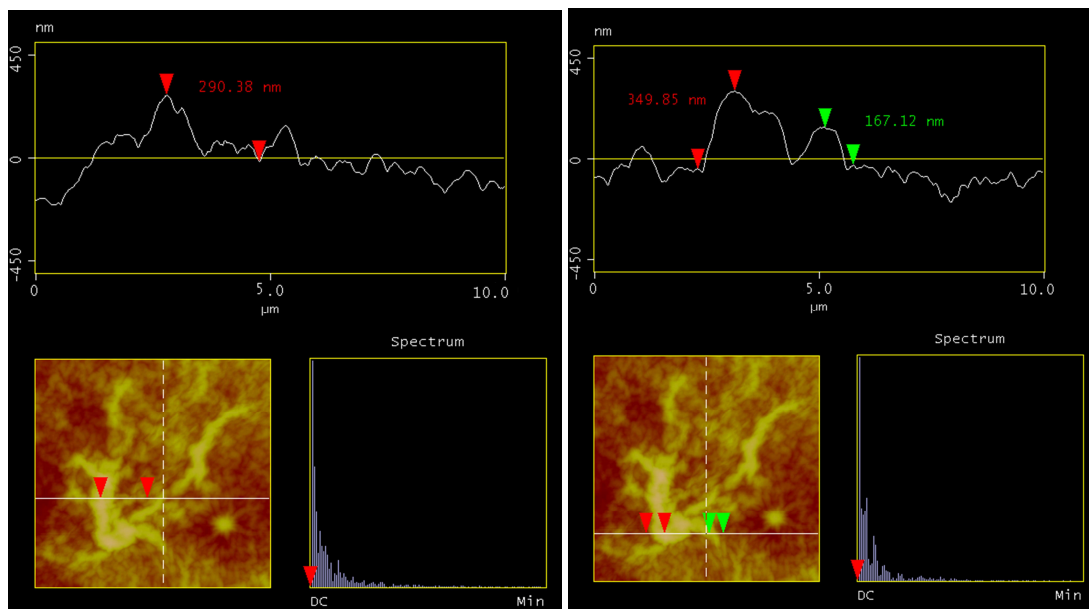 nm
450
290.38 nm
0
-450
0
5.0
10.0
µm
Spectrum
DC
Min
nm
450
349.85 nm
167.12 nm
0
-450
0
5.0
10.0
µm
Spectrum
DC
Min